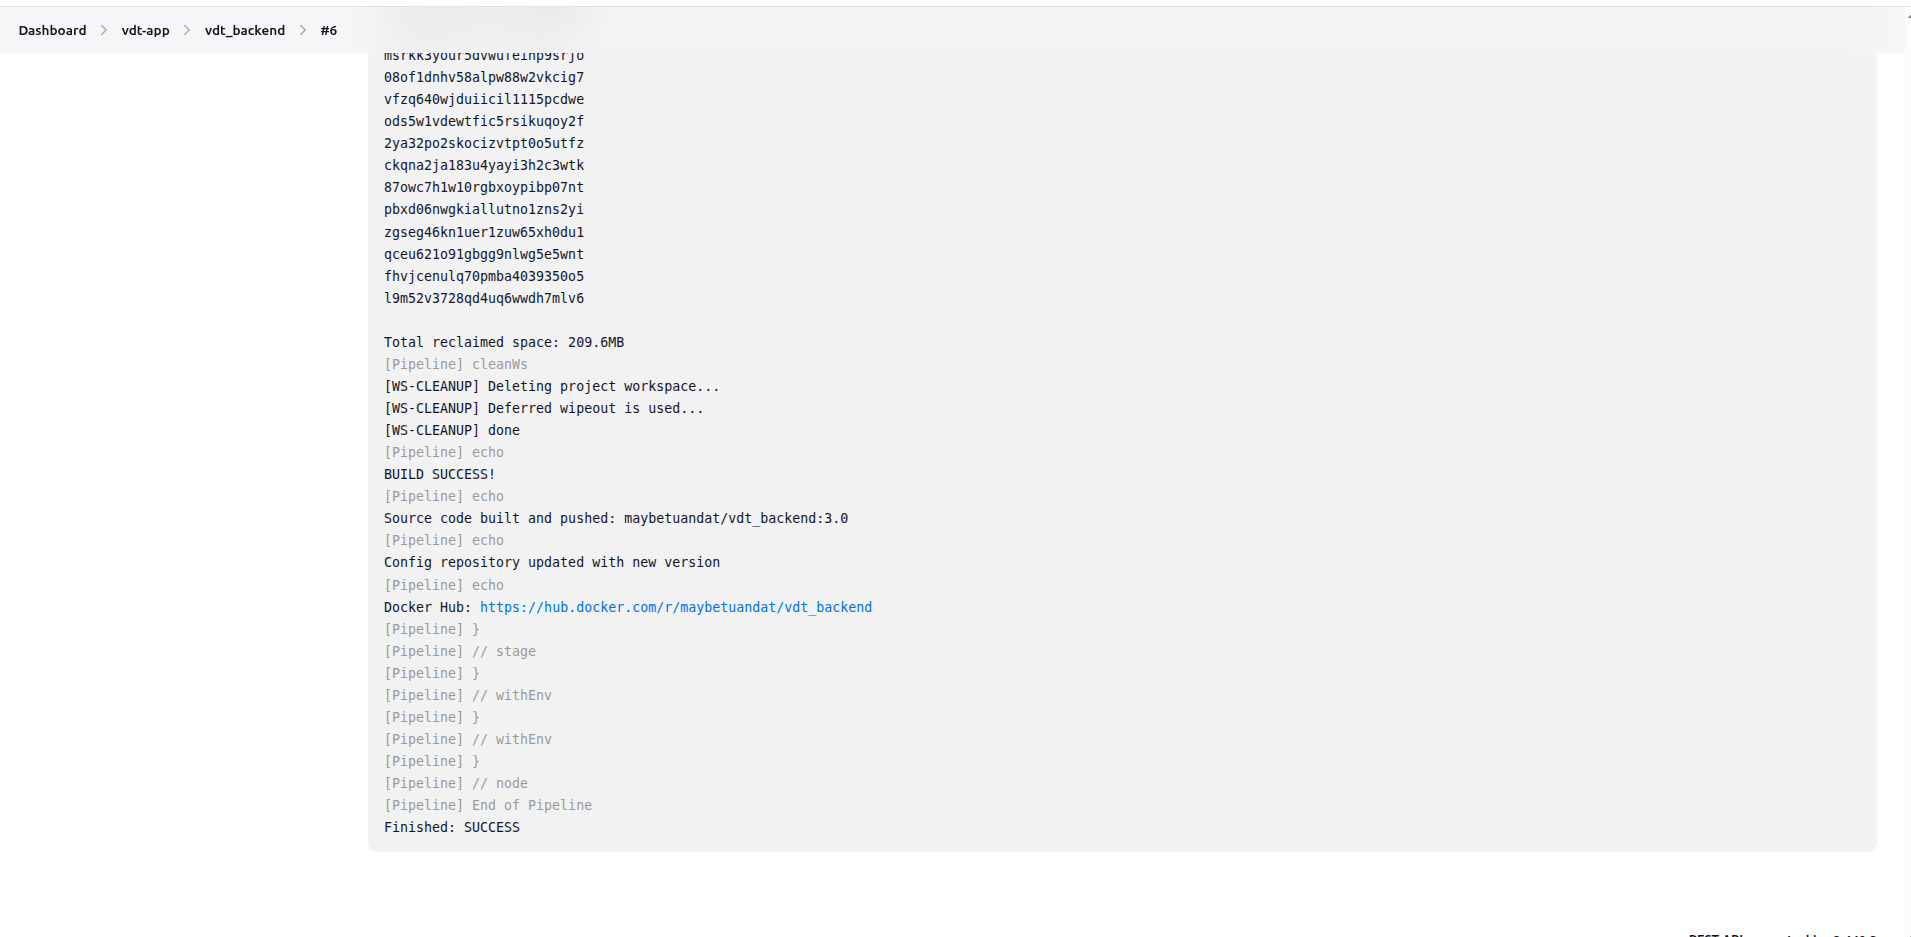 Dashboard > vdt-app > vdt_backend > #6
msrkk3your5dvwufeinp9srjo
08of1dnhv58alpw88w2vkcig7
vfzq640wjduiicil1115pcdwe
ods5w1vdewtfic5rsikuqoy2f
2ya32po2skocizvtpt0o5utfz
ckqna2ja183u4yayi3h2c3wtk
87owc7h1w10rgbxoypibp07nt
pbxd06nwgkiallutno1zns2yi
zgseg46kn1uer1zuw65xh0du1
qceu621o91gbgg9nlwg5e5wnt
fhvjcenulq70pmba4039350o5
l9m52v3728qd4uq6wwdh7mlv6
Total reclaimed space: 209.6MB
[Pipeline] cleanWs
[WS-CLEANUP] Deleting project workspace...
[WS-CLEANUP] Deferred wipeout is used...
[WS-CLEANUP] done
[Pipeline] echo
BUILD SUCCESS!
[Pipeline] echo
Source code built and pushed: maybetuandat/vdt_backend:3.0
[Pipeline] echo
Config repository updated with new version
[Pipeline] echo
Docker Hub: https://hub.docker.com/r/maybetuandat/vdt_backend
[Pipeline] }
[Pipeline] // stage
[Pipeline] }
[Pipeline] // withEnv
[Pipeline] }
[Pipeline] // withEnv
[Pipeline] }
[Pipeline] // node
[Pipeline] End of Pipeline
Finished: SUCCESS